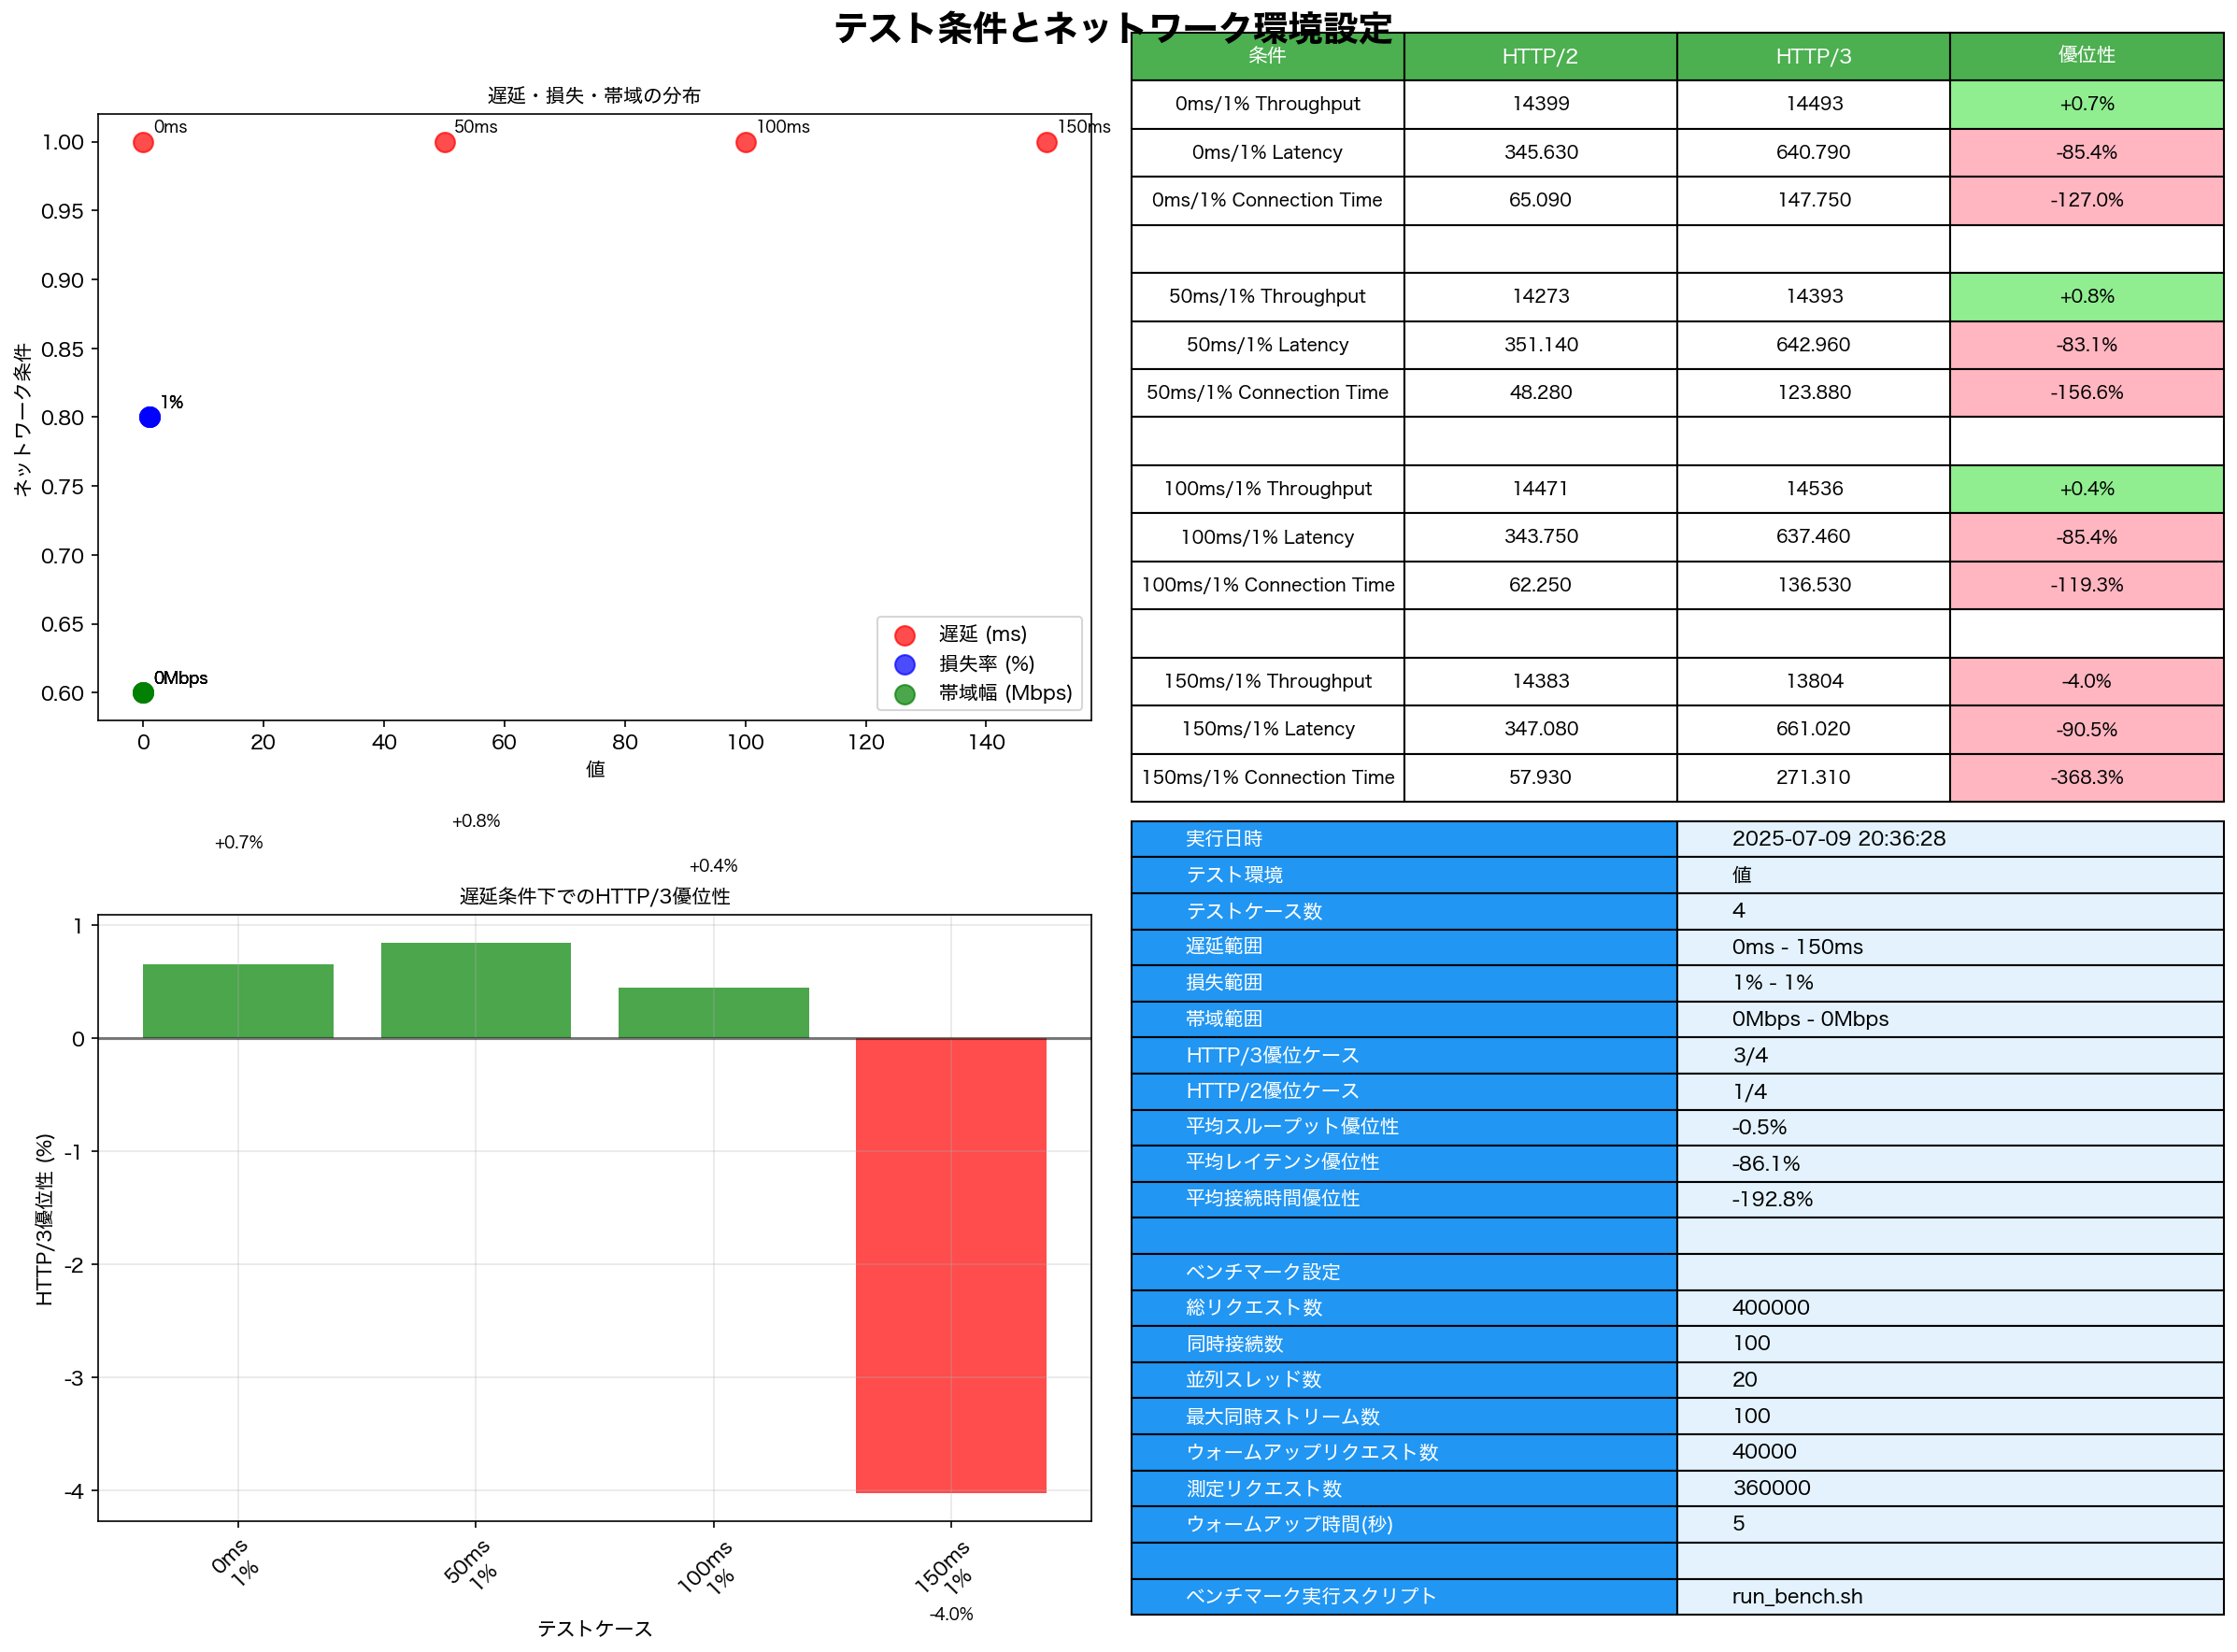 テスト条件とネットワーク環境設定
遅延・損失・帯域の分布
1.00
0.95
0.90
0.85
0.80
0.75
0.70
0.65
0.60
ネットワーク条件
0ms
50ms
100ms
150ms
1%
0Mbps
遅延 (ms)
損失率 (%)
帯域幅 (Mbps)
0 20 40 60 80 100 120 140
値
条件 HTTP/2 HTTP/3 優位性
0ms/1% Throughput 14399 14493 +0.7%
0ms/1% Latency 345.630 640.790 -85.4%
0ms/1% Connection Time 65.090 147.750 -127.0%
50ms/1% Throughput 14273 14393 +0.8%
50ms/1% Latency 351.140 642.960 -83.1%
50ms/1% Connection Time 48.280 123.880 -156.6%
100ms/1% Throughput 14471 14536 +0.4%
100ms/1% Latency 343.750 637.460 -85.4%
100ms/1% Connection Time 62.250 136.530 -119.3%
150ms/1% Throughput 14383 13804 -4.0%
150ms/1% Latency 347.080 661.020 -90.5%
150ms/1% Connection Time 57.930 271.310 -368.3%
+0.7%
+0.8%
+0.4%
遅延条件下でのHTTP/3優位性
1
0
-1
-2
-3
-4
HTTP/3優位性 (%)
0ms
1%
50ms
1%
100ms
1%
150ms
1%
-4.0%
テストケース
実行日時 2025-07-09 20:36:28
テスト環境 値
テストケース数 4
遅延範囲 0ms - 150ms
損失範囲 1% - 1%
帯域範囲 0Mbps - 0Mbps
HTTP/3優位ケース 3/4
HTTP/2優位ケース 1/4
平均スループット優位性 -0.5%
平均レイテンシ優位性 -86.1%
平均接続時間優位性 -192.8%
ベンチマーク設定
総リクエスト数 400000
同時接続数 100
並列スレッド数 20
最大同時ストリーム数 100
ウォームアップリクエスト数 40000
測定リクエスト数 360000
ウォームアップ時間(秒) 5
ベンチマーク実行スクリプト run_bench.sh